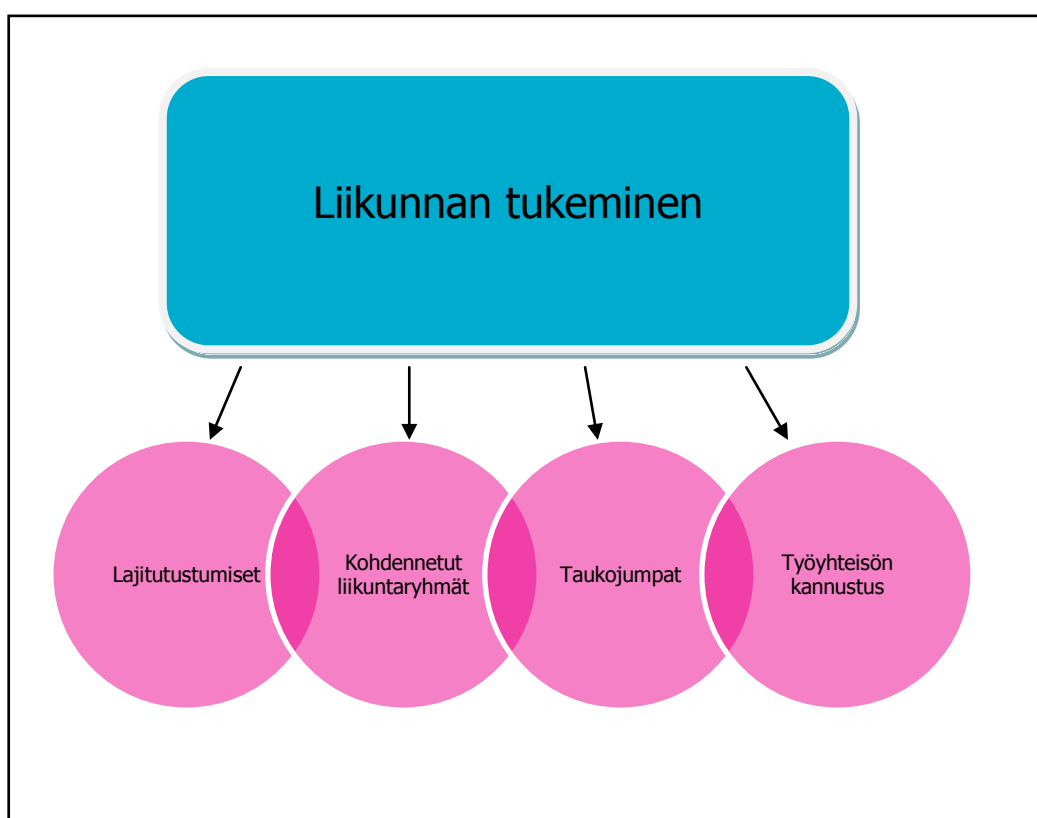 Liikunnan tukeminen
Lajitutustumiset
Kohdennetut
liikuntaryhmät
Taukojumpat
Työyhteisön
kannustus